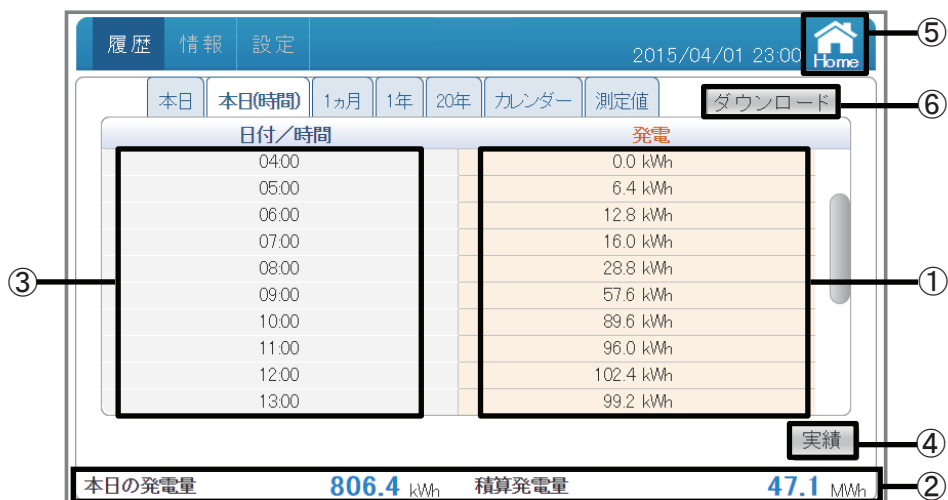 履歴 情報 設定 2015/04/01 23:00 Home ⑤
本日 本日(時間) 1ヵ月 1年 20年 カレンダー 測定値 ダウンロード ⑥
日付／時間 発電
04:00 0.0 kWh
05:00 6.4 kWh
06:00 12.8 kWh
07:00 16.0 kWh
08:00 28.8 kWh
③ ①
09:00 57.6 kWh
10:00 89.6 kWh
11:00 96.0 kWh
12:00 102.4 kWh
13:00 99.2 kWh
実績 ④
本日の発電量 806.4 kWh 積算発電量 47.1 MWh ②